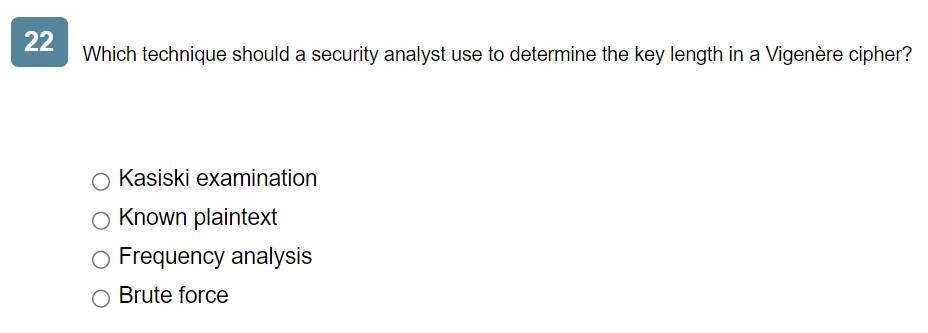 22
Which technique should a security analyst use to determine the key length in a Vigenère cipher?
Kasiski examination
Known plaintext
Frequency analysis
Brute force